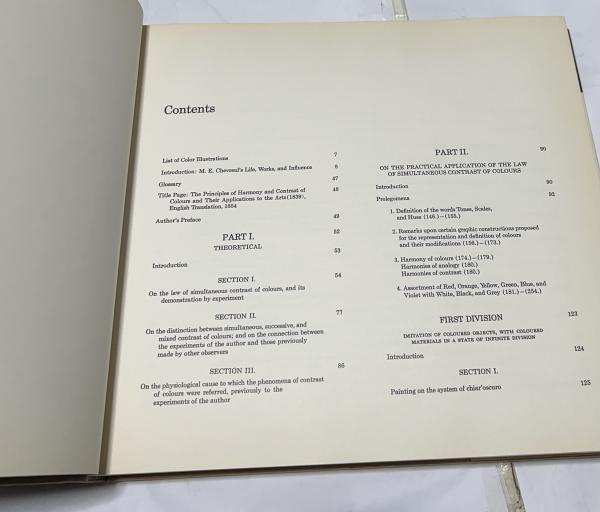 Contents
List of Color Illustrations 7
Introduction: M. E. Chevreul's Life, Works, and Influence 8
Glossary 47
Title Page: The Principles of Harmony and Contrast of 48
Colours and Their Applications to the Arts(1839),
English Translation, 1854
Author's Preface 49
PART I. 52
THEORETICAL
Introduction 53
SECTION I. 54
On the law of simultaneous contrast of colours, and its
demonstration by experiment
SECTION II. 77
On the distinction between simultaneous, successive, and
mixed contrast of colours; and on the connection between
the experiments of the author and those previously
made by other observers
SECTION III. 86
On the physiological cause to which the phenomena of contrast
of colours were referred, previously to the
experiments of the author
PART II. 90
ON THE PRACTICAL APPLICATION OF THE LAW
OF SIMULTANEOUS CONTRAST OF COLOURS
Introduction 90
Prolegomena 92
1. Definition of the words Tones, Scales,
and Hues (146.)—(155.)
2. Remarks upon certain graphic constructions proposed
for the representation and definition of colours
and their modifications (156.)—(173.)
3. Harmony of colours (174.)—(179.)
Harmonies of analogy (180.)
Harmonies of contrast (180.)
4. Assortment of Red, Orange, Yellow, Green, Blue, and
Violet with White, Black, and Grey (181.)—(254.)
FIRST DIVISION 123
IMITATION OF COLOURED OBJECTS, WITH COLOURED
MATERIALS IN A STATE OF INFINITE DIVISION
Introduction 124
SECTION I.
Painting on the system of chiar'oscuro 125